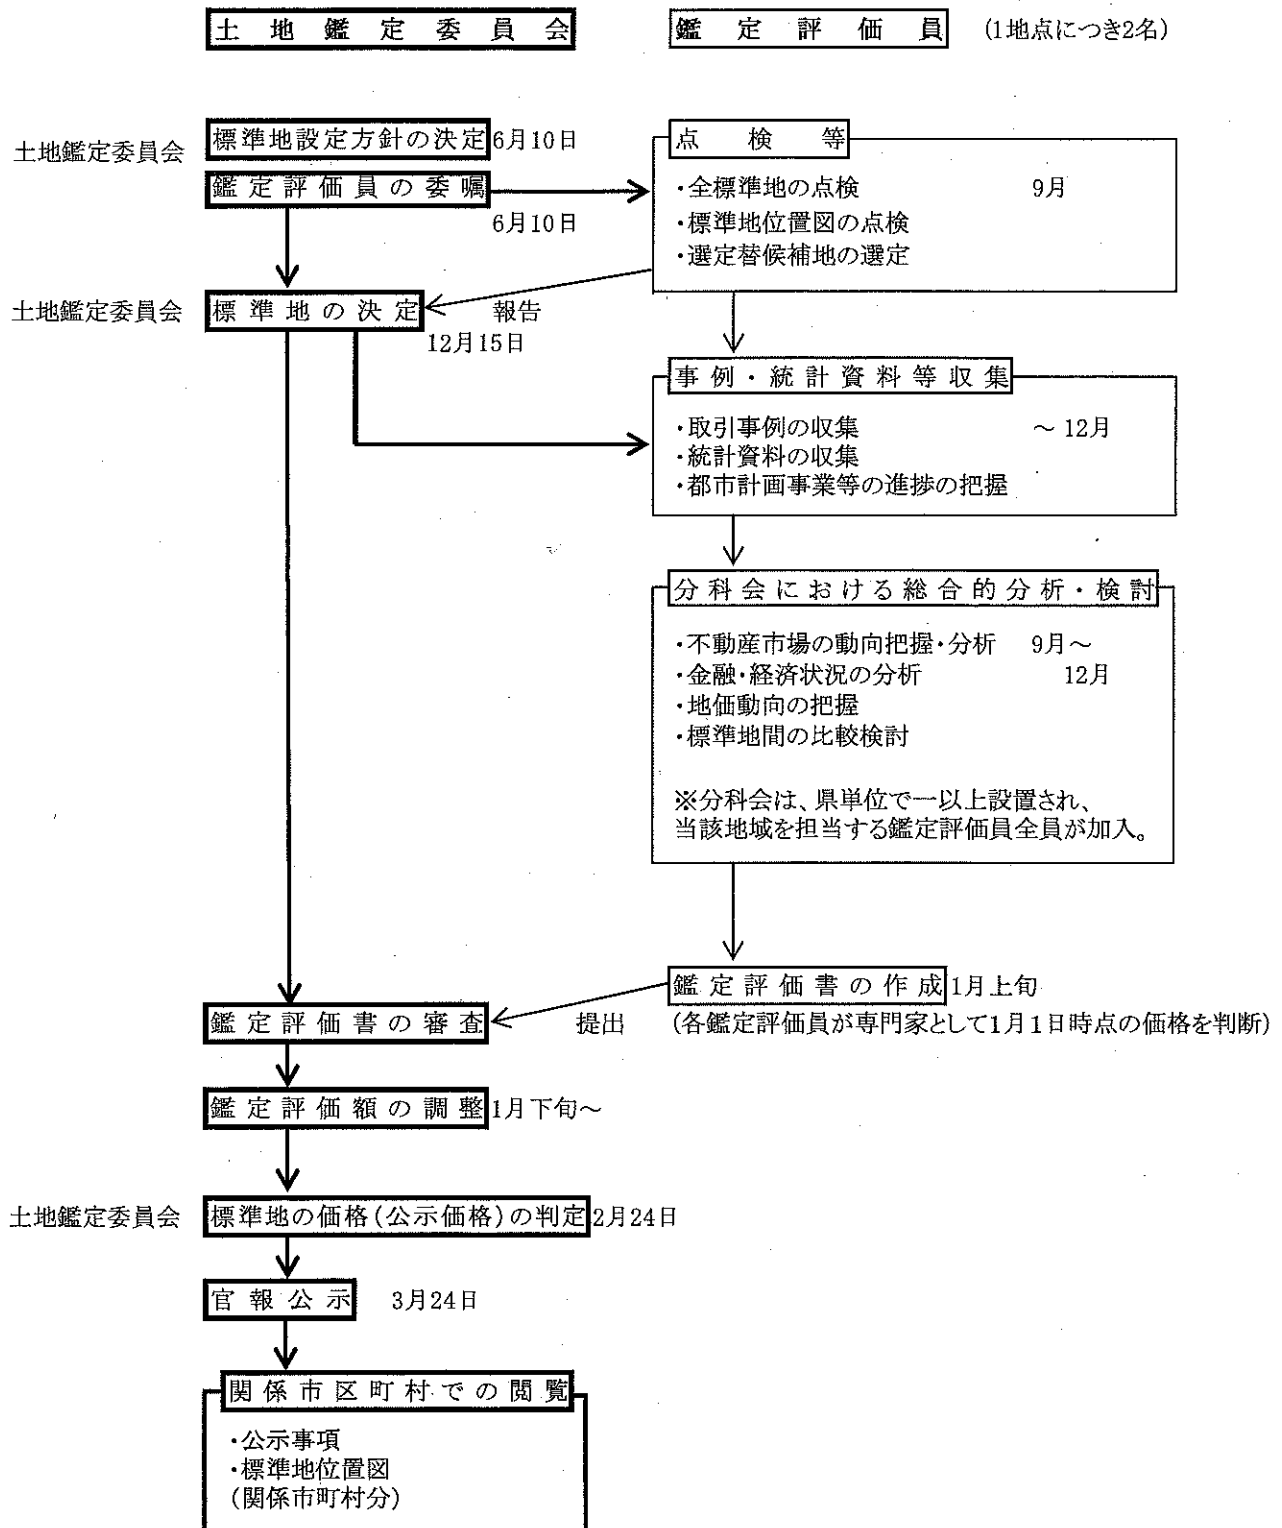 土地鑑定委員会
鑑定評価員 (1地点につき2名)
土地鑑定委員会 標準地設定方針の決定 6月10日
鑑定評価員の委嘱
6月10日
点検等
・全標準地の点検 9月
・標準地位置図の点検
・選定替候補地の選定
土地鑑定委員会 標準地の決定 報告
12月15日
事例・統計資料等収集
・取引事例の収集 ～12月
・統計資料の収集
・都市計画事業等の進捗の把握
分科会における総合的分析・検討
・不動産市場の動向把握・分析 9月～
・金融・経済状況の分析 12月
・地価動向の把握
・標準地間の比較検討
※分科会は、県単位で一以上設置され、
当該地域を担当する鑑定評価員全員が加入。
鑑定評価書の作成 1月上旬
(各鑑定評価員が専門家として1月1日時点の価格を判断)
鑑定評価書の審査 提出
鑑定評価額の調整 1月下旬～
土地鑑定委員会 標準地の価格(公示価格)の判定 2月24日
官報公示 3月24日
関係市区町村での閲覧
・公示事項
・標準地位置図
(関係市町村分)